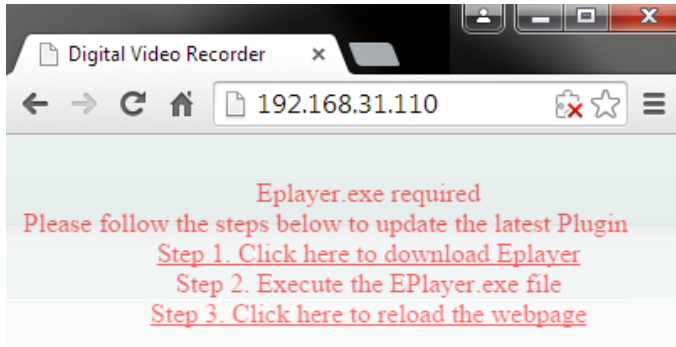 Digital Video Recorder
192.168.31.110
Eplayer.exe required
Please follow the steps below to update the latest Plugin
Step 1. Click here to download Eplayer
Step 2. Execute the EPlayer.exe file
Step 3. Click here to reload the webpage